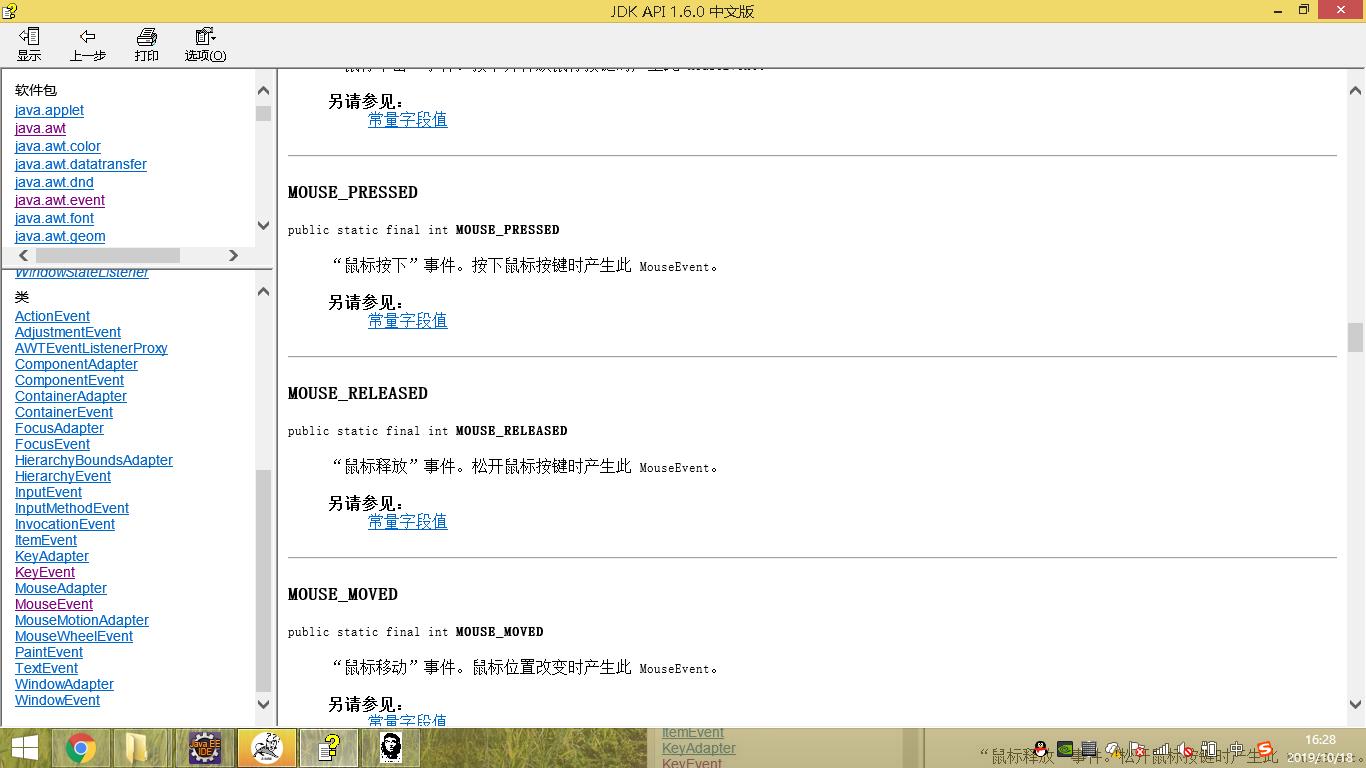 JDK API 1.6.0 中文版
显示
上一步
打印
选项(O)
软件包
java.applet
java.awt
java.awt.color
java.awt.datatransfer
java.awt.dnd
java.awt.event
java.awt.font
java.awt.geom
WindowStateListener
类
ActionEvent
AdjustmentEvent
AWTEventListenerProxy
ComponentAdapter
ComponentEvent
ContainerAdapter
ContainerEvent
FocusAdapter
FocusEvent
HierarchyBoundsAdapter
HierarchyEvent
InputEvent
InputMethodEvent
InvocationEvent
ItemEvent
KeyAdapter
KeyEvent
MouseAdapter
MouseEvent
MouseMotionAdapter
MouseWheelEvent
PaintEvent
TextEvent
WindowAdapter
WindowEvent
另请参见：
常量字段值
MOUSE_PRESSED
public static final int MOUSE_PRESSED
“鼠标按下”事件。按下鼠标按键时产生此 MouseEvent。
另请参见：
常量字段值
MOUSE_RELEASED
public static final int MOUSE_RELEASED
“鼠标释放”事件。松开鼠标按键时产生此 MouseEvent。
另请参见：
常量字段值
MOUSE_MOVED
public static final int MOUSE_MOVED
“鼠标移动”事件。鼠标位置改变时产生此 MouseEvent。
另请参见：
常量字段值
Java EE
IDE
ItemEvent
KeyAdapter
KeyEvent
“鼠标释放”事件。松开鼠标按键时产生此
中
16:28
2019/10/18